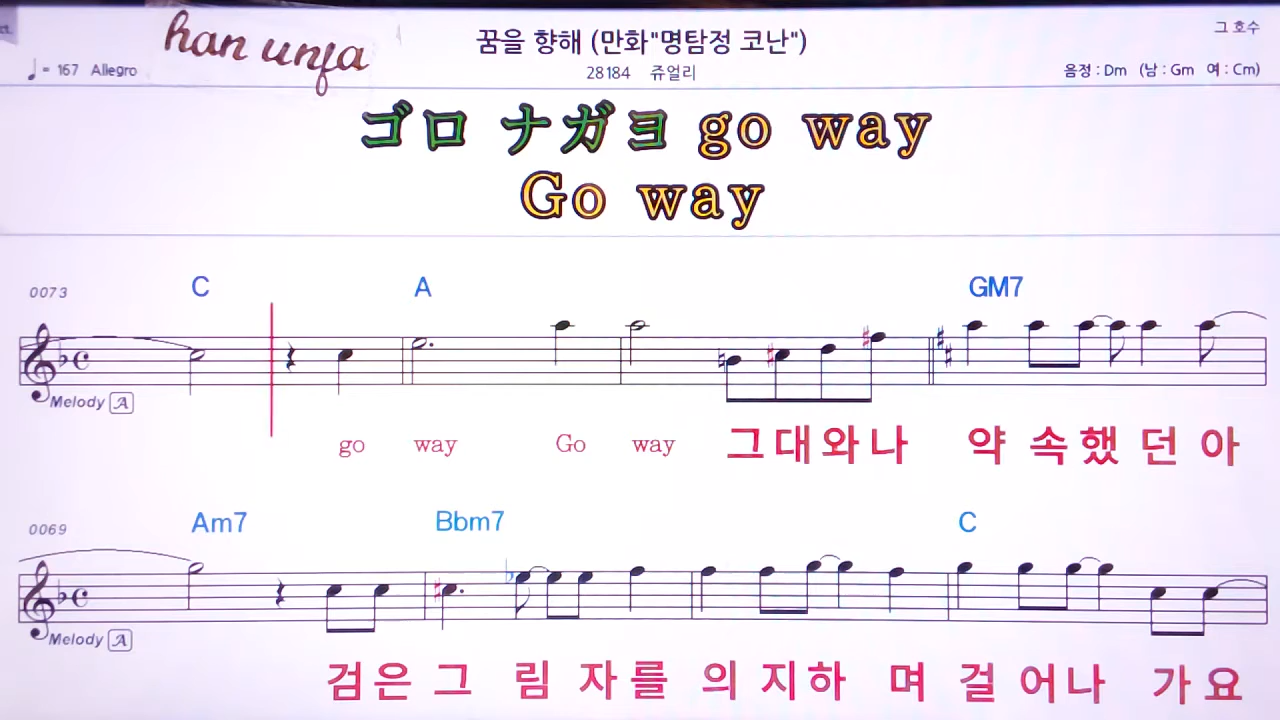 han unja
꿈을 향해 (만화"명탐정 코난")
그 호수
♩= 167 Allegro
28184 쥬얼리
음정 : Dm (남 : Gm 여 : Cm)
ゴロ ナガヨ go way
Go way
0073 C A GM7
Melody A
go way Go way 그대와나 약 속했 던 아
0069 Am7 Bbm7 C
Melody A
검은 그 림 자를 의 지하 며 걸 어나 가요